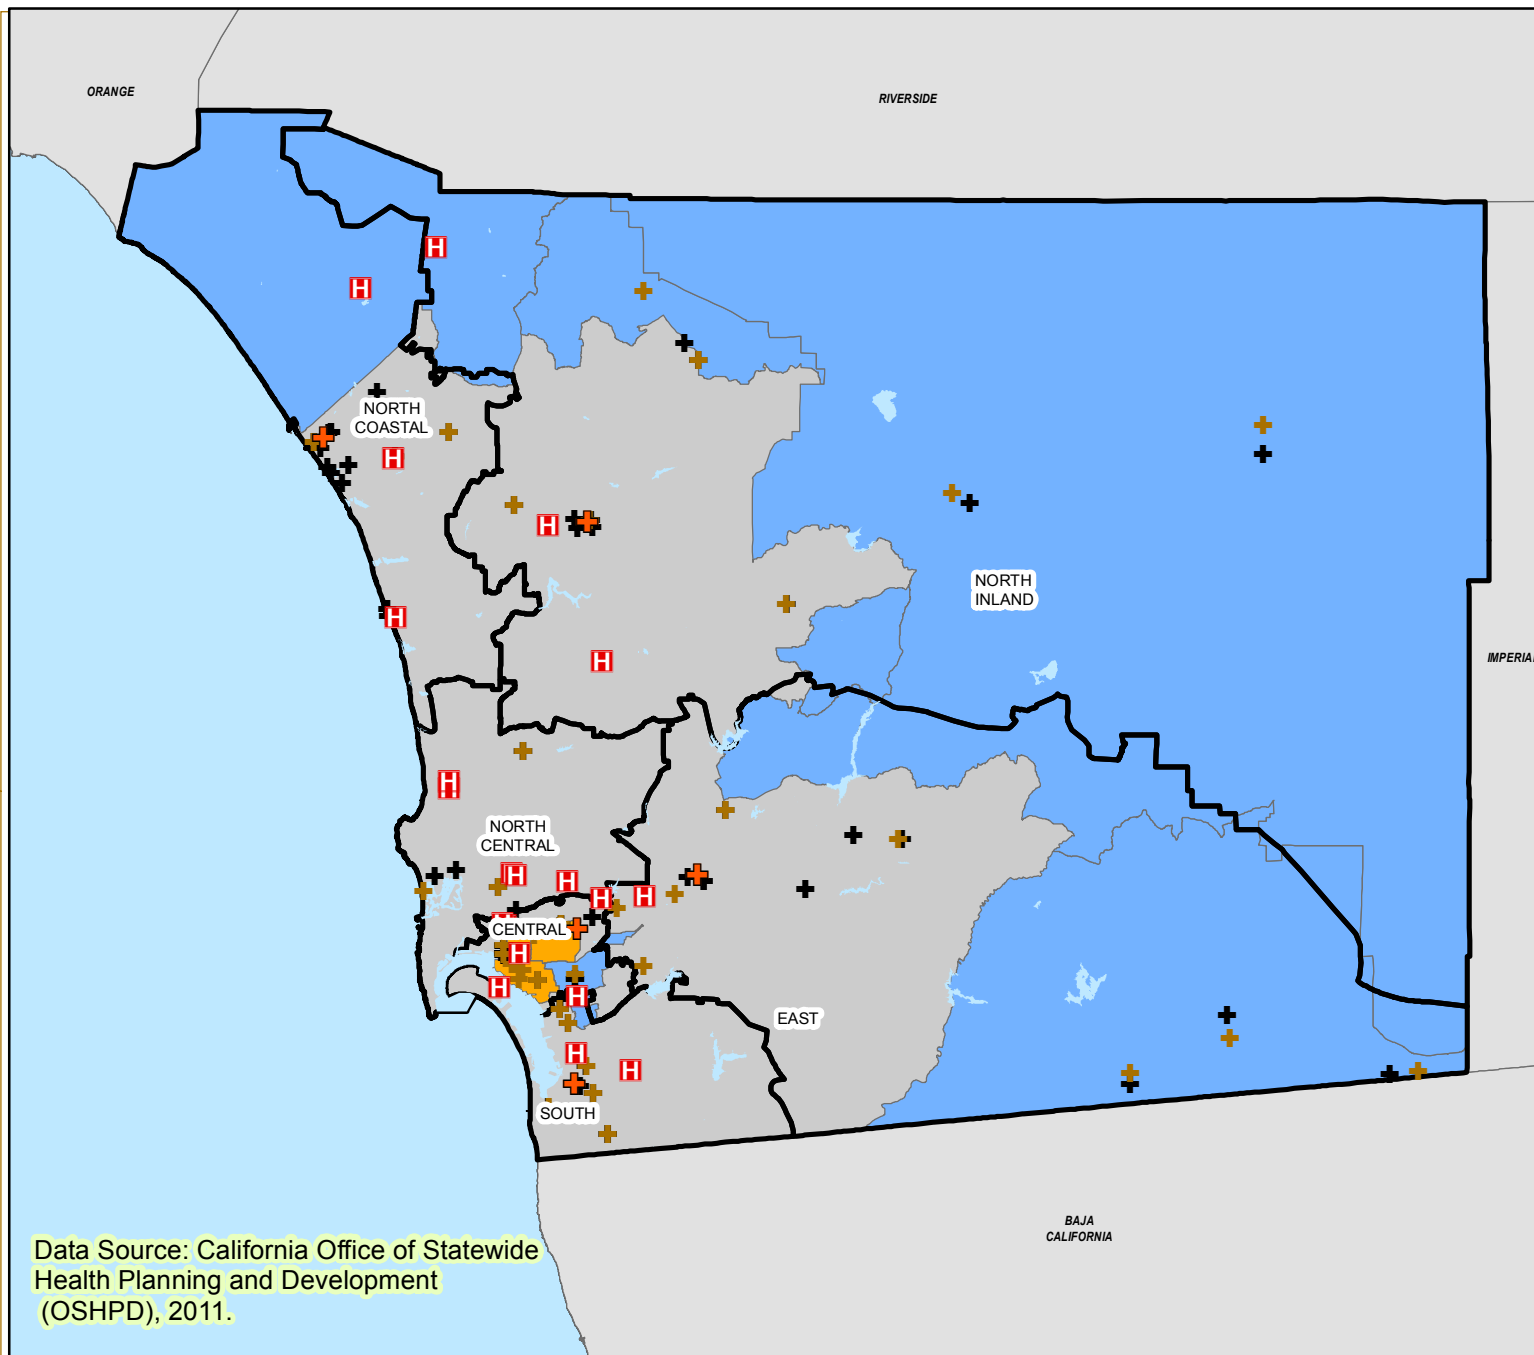 ORANGE
RIVERSIDE
H
H
NORTH
COASTAL
H
H
NORTH
INLAND
H
H
IMPERIA
H
NORTH
CENTRAL
H
H
H
H
CENTRAL
H
H
H
EAST
H
H
SOUTH
BAJA
CALIFORNIA
Data Source: California Office of Statewide
Health Planning and Development
(OSHPD), 2011.